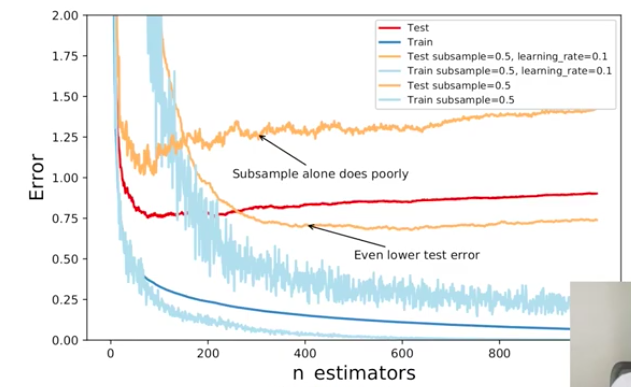 2.00
1.75
1.50
1.25
1.00
0.75
0.50
0.25
0.00
Error
Test
Train
Test subsample=0.5, learning_rate=0.1
Train subsample=0.5, learning_rate=0.1
Test subsample=0.5
Train subsample=0.5
Subsample alone does poorly
Even lower test error
0 200 400 600 800
n estimators